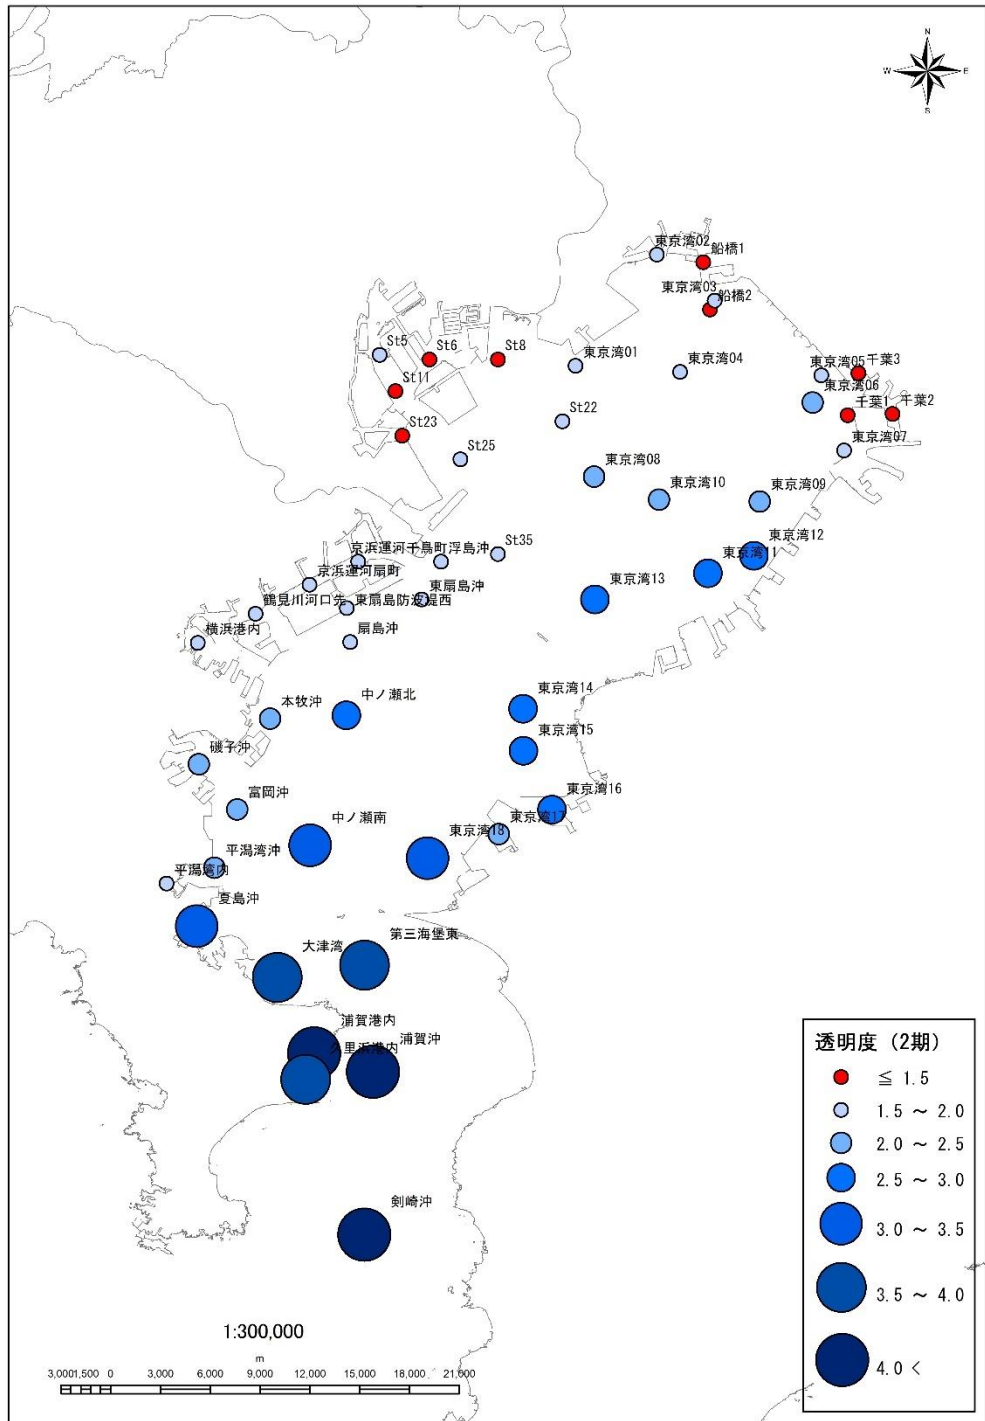 N
W E
S
東京湾02
船橋1
東京湾03
船橋2
St5
St6
St8
東京湾01
東京湾04
東京湾05
千葉3
St11
東京湾06
千葉1
千葉2
St22
St23
東京湾07
St25
東京湾08
東京湾10
東京湾09
東京湾12
St35
京浜運河千鳥町
浮島沖
東京湾11
京浜運河扇町
東扇島沖
東京湾13
鶴見川河口先
東扇島防波堤西
横浜港内
扇島沖
本牧沖
中ノ瀬北
東京湾14
東京湾15
磯子沖
富岡沖
東京湾16
中ノ瀬南
東京湾18
東京湾17
平潟湾沖
平潟湾内
夏島沖
大津湾
第三海堡東
浦賀港内
浦賀沖
久里浜港内
剣崎沖
透明度（2期）
≦ 1.5
1.5 ～ 2.0
2.0 ～ 2.5
2.5 ～ 3.0
3.0 ～ 3.5
3.5 ～ 4.0
4.0 <
1:300,000
m
3,000 1,500 0 3,000 6,000 9,000 12,000 15,000 18,000 21,000